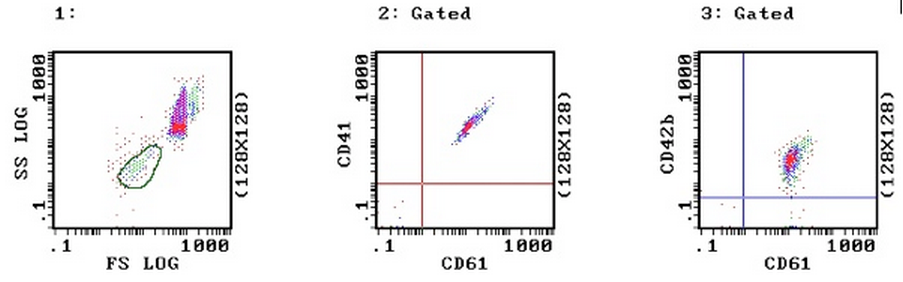 1:
2: Gated
3: Gated
1000
SS LOG
.1
(128X128)
.1
1000
FS LOG
1000
CD41
.1
(128X128)
.1
1000
CD61
1000
CD42b
.1
(128X128)
.1
1000
CD61